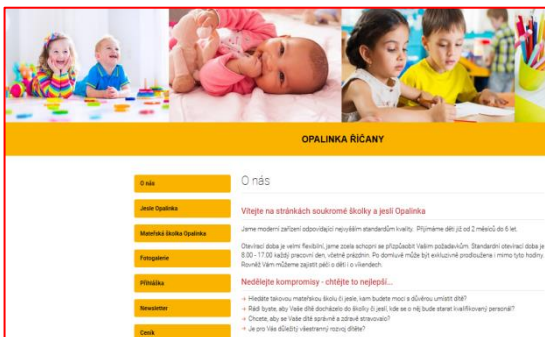 OPALINKA ŘÍČANY
O nás
Jesle Opalinka
Mateřská školka Opalinka
Fotogalerie
Přihláška
Newsletter
Ceník
O nás
Vítejte na stránkách soukromé školky a jeslí Opalinka
Jsme moderní zařízení odpovídající nejvyšším standardům kvality. Přijímáme děti již od 2 měsíců do 6 let.
Otevírací doba je velmi flexibilní, jsme zcela schopni se přizpůsobit Vašim požadavkům. Standardní otevírací doba je
8.00 - 17.00 každý pracovní den, včetně prázdnin. Po domluvě může být exkluzivně prodloužena i mimo tyto hodiny.
Rovněž Vám můžeme zajistit péči o děti i o víkendech.
Nedělejte kompromisy - chtějte to nejlepší...
→ Hledáte takovou mateřskou školu či jesle, kam budete moci s důvěrou umístit dítě?
→ Rádi byste, aby Vaše dítě docházelo do školky či jeslí, kde se o něj bude starat kvalifikovaný personál?
→ Chcete, aby se Vaše dítě správně a zdravě stravovalo?
→ Je pro Vás důležitý všestranný rozvoj dítěte?